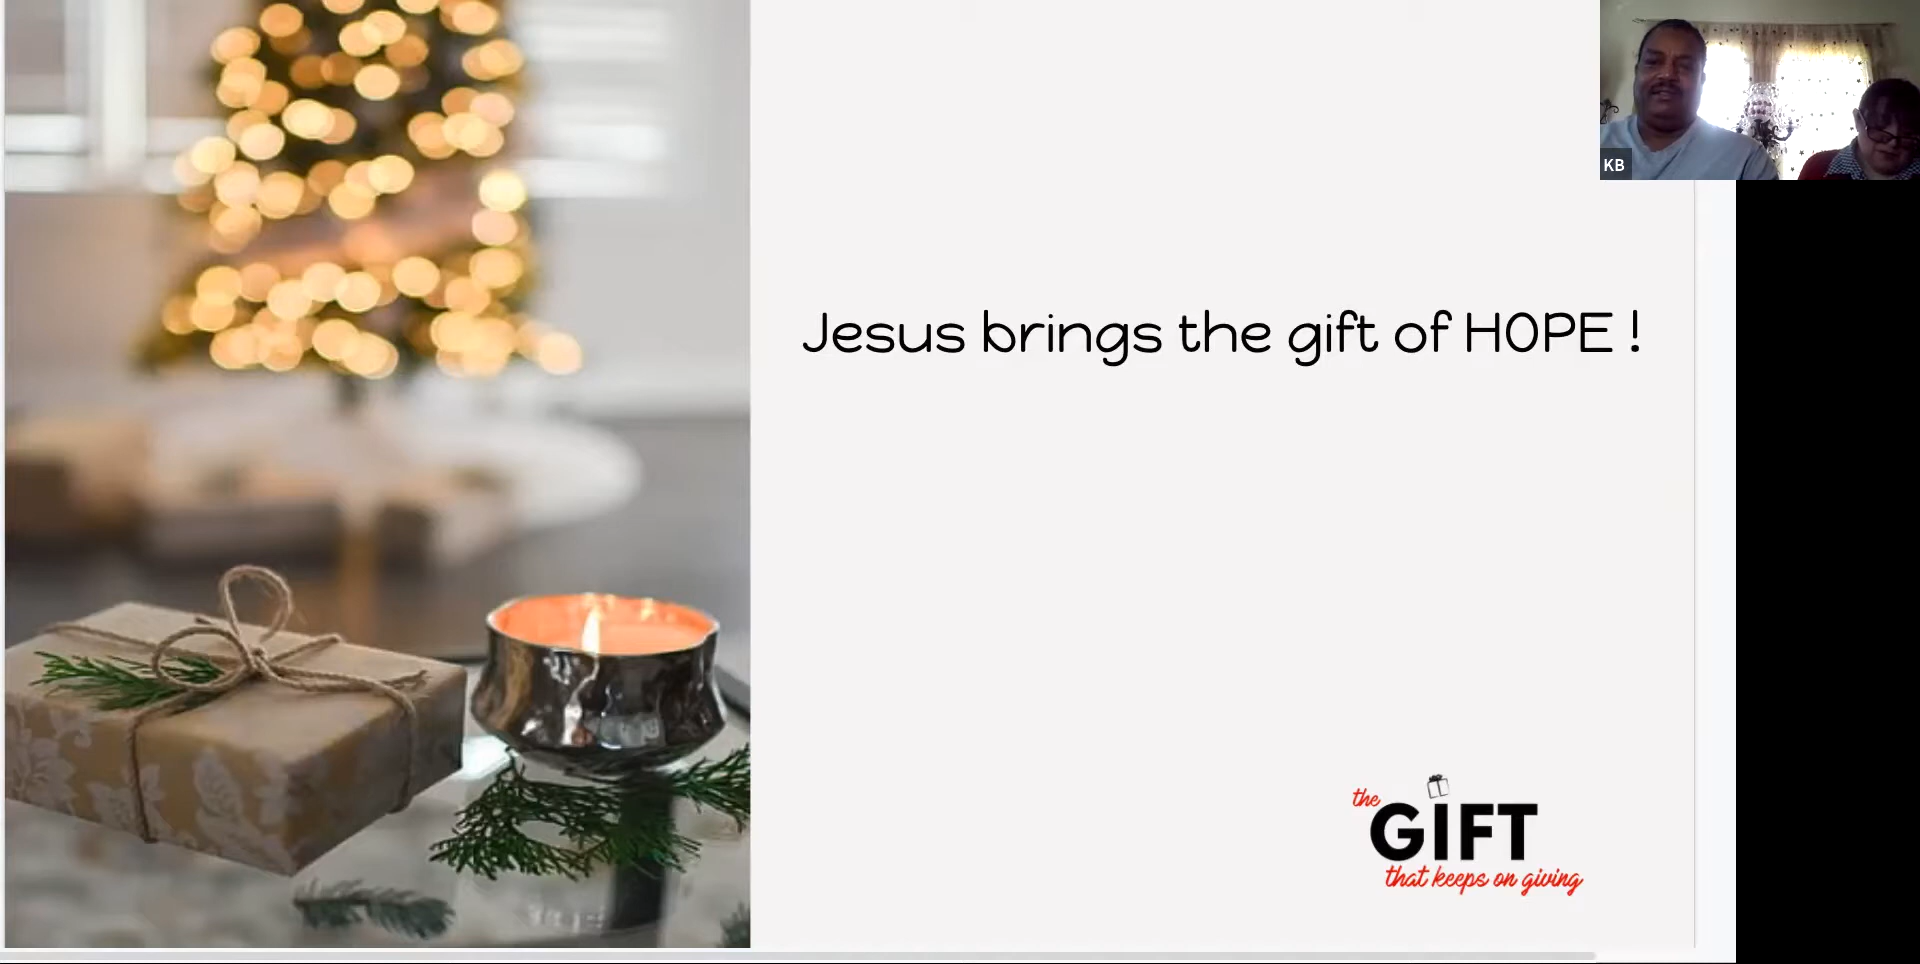 KB
Jesus brings the gift of HOPE !
the
GIFT
that keeps on giving